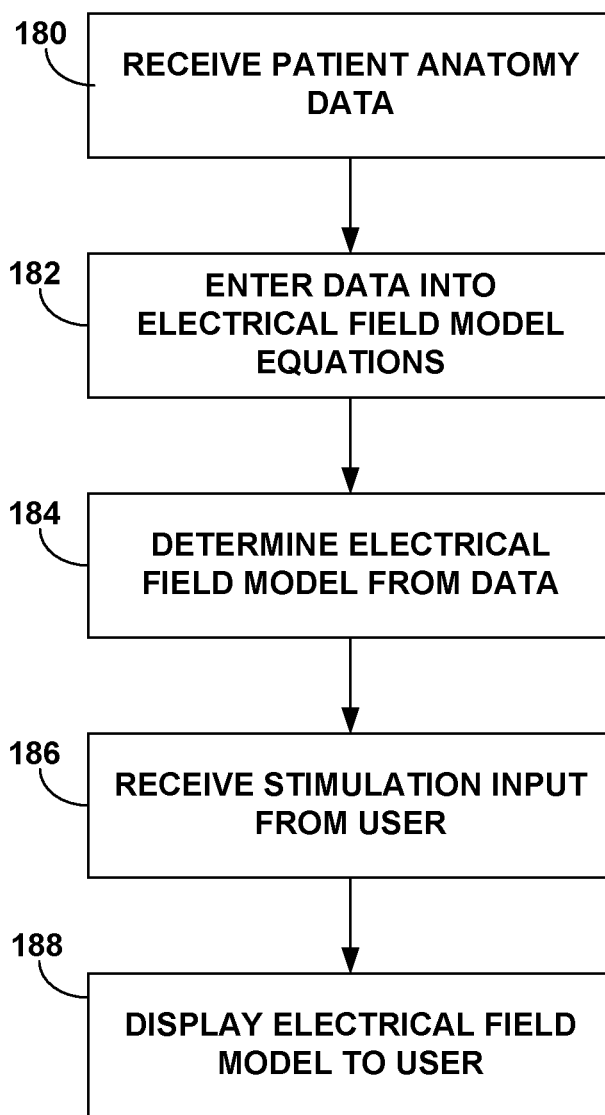 180
RECEIVE PATIENT ANATOMY
DATA
182
ENTER DATA INTO
ELECTRICAL FIELD MODEL
EQUATIONS
184
DETERMINE ELECTRICAL
FIELD MODEL FROM DATA
186
RECEIVE STIMULATION INPUT
FROM USER
188
DISPLAY ELECTRICAL FIELD
MODEL TO USER